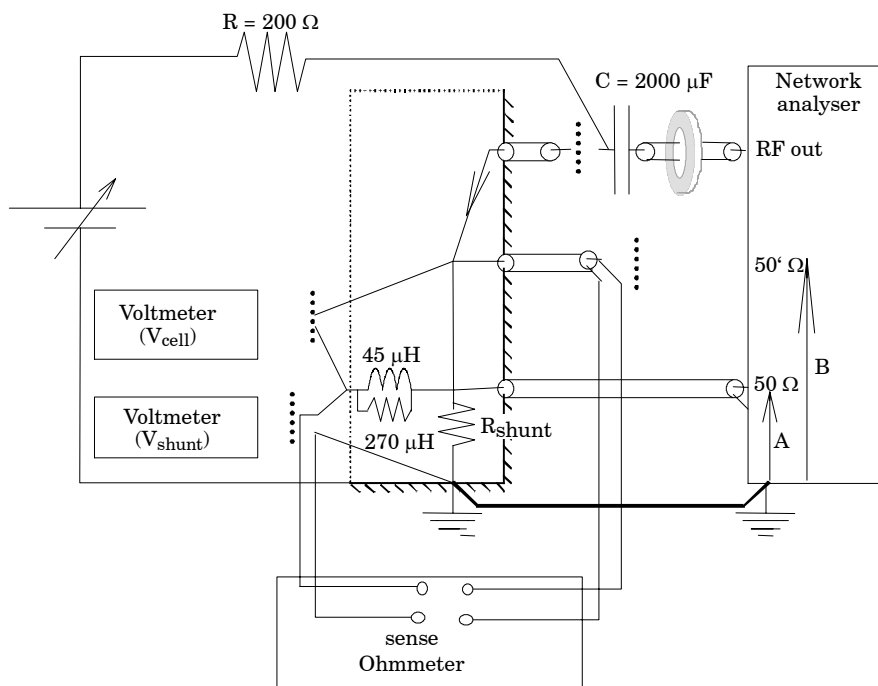 R = 200 Ω
C = 2000 µF
Network
analyser
RF out
50‘ Ω
Voltmeter
(Vcell)
45 µH
50 Ω
B
Voltmeter
(Vshunt)
270 µH
Rshunt
A
sense
Ohmmeter